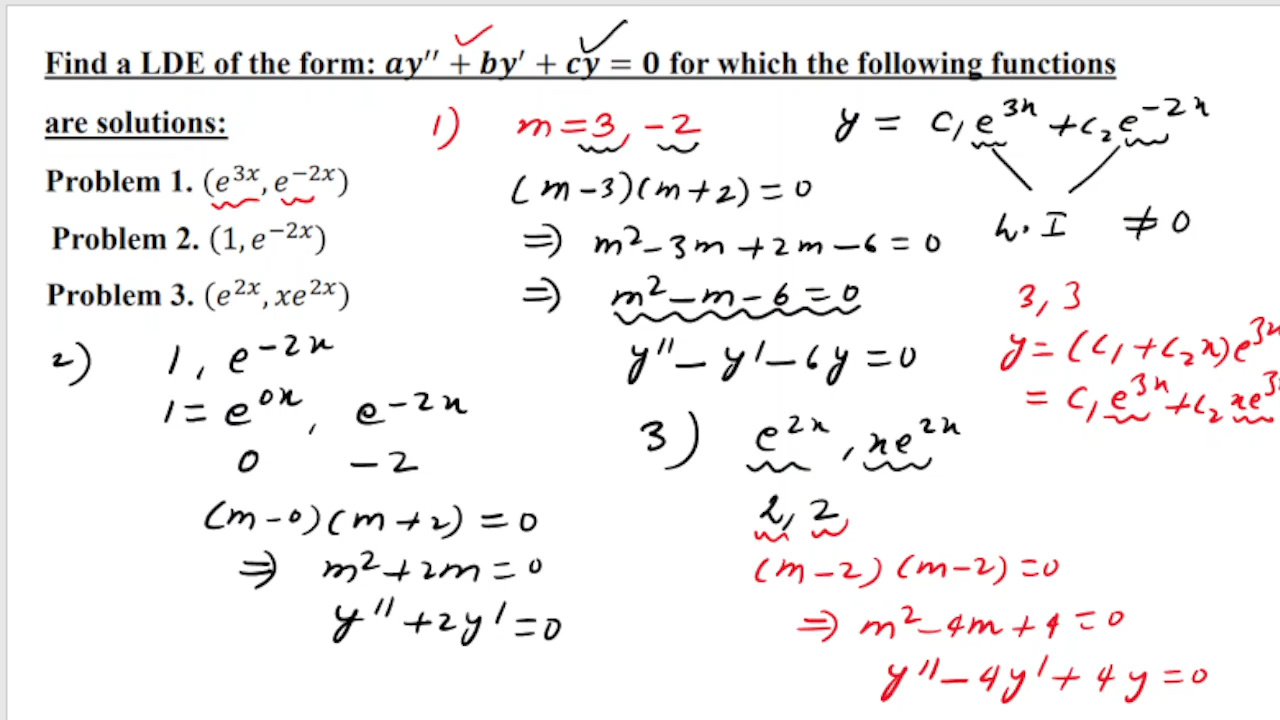 Find a LDE of the form: ay′′ + by′ + cy = 0 for which the following functions
are solutions:
Problem 1. (e^{3x}, e^{−2x})
Problem 2. (1, e^{−2x})
Problem 3. (e^{2x}, xe^{2x})
1) m = 3, −2
(m−3)(m+2) = 0
⇒ m² − 3m + 2m − 6 = 0
⇒ m² − m − 6 = 0
y′′ − y′ − 6y = 0
y = c₁e^{3x} + c₂e^{−2x}
L.I ≠ 0
3, 3
y = (c₁ + c₂x)e^{3x}
= c₁e^{3x} + c₂xe^{3x}
2) 1, e^{−2x}
1 = e^{0x}, e^{−2x}
0 −2
(m−0)(m+2) = 0
⇒ m² + 2m = 0
y′′ + 2y′ = 0
3) e^{2x}, xe^{2x}
2, 2
(m−2)(m−2) = 0
⇒ m² − 4m + 4 = 0
y′′ − 4y′ + 4y = 0